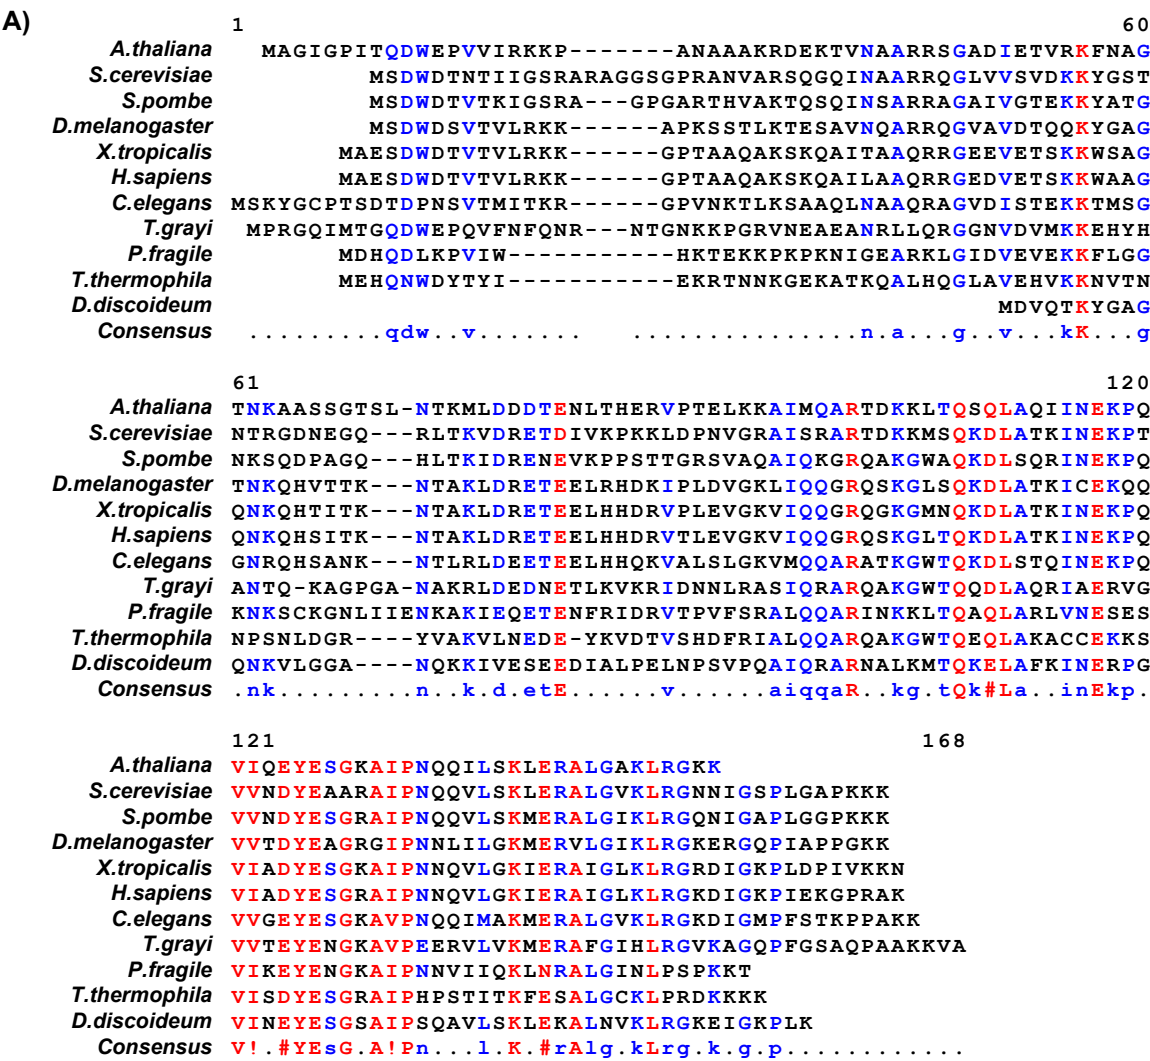 A)
1 60
A.thaliana MAGIGPITQDWEPVVIRKKP-------ANAAAKRDEKTVNAARRSGADIETVRKFNAG
S.cerevisiae MSDWDTNTIIGSRARAGGSGPRANVARSQGQINAARRQGLVVSVDKKYGST
S.pombe MSDWDTVTKIGSRA---GPGARTHVAKTQSQINSARRAGAIVGTEKKYATG
D.melanogaster MSDWDSVTVLRKK------APKSSTLKTESAVNQARRQGVAVDTQQKYGAG
X.tropicalis MAESDWDTVTVLRKK------GPTAAQAKSKQAITAAQRRGEEVETSKKWSAG
H.sapiens MAESDWDTVTVLRKK------GPTAAQAKSKQAILAAQRRGEDVETSKKWAAG
C.elegans MSKYGCPTSDTDPNSVTMITKR------GPVNKTLKSAAQLNAAQRAGVDISTEKKTMSG
T.grayi MPRGQIMTGQDWEPQVFNFQNR---NTGNKKPGRVNEAEANRLLQRGGNVDVMKKEHYH
P.fragile MDHQDLKPVIW-----------HKTEKKPKPKNIGEARKLGIDVEVEKKFLGG
T.thermophila MEHQNWDYTYI-----------EKRTNNKGEKATKQALHQGLAVEHVKKNVTN
D.discoideum MDVQTKYGAG
Consensus .........qdw..v....... ...............n.a...g..v...kK...g
61 120
A.thaliana TNKAASSGTSL-NTKMLDDDTENLTHERVPTELKKAIMQARTDKKLTQSQLAQIINEKPQ
S.cerevisiae NTRGDNEGQ---RLTKVDRETDIVKPKKLDPNVGRAISRARTDKKMSQKDLATKINEKPT
S.pombe NKSQDPAGQ---HLTKIDRENEVKPPSTTGRSVAQAIQKGRQAKGWAQKDLSQRINEKPQ
D.melanogaster TNKQHVTTK---NTAKLDRETEELRHDKIPLDVGKLIQQGRQSKGLSQKDLATKICEKQQ
X.tropicalis QNKQHTITK---NTAKLDRETEELHHDRVPLEVGKVIQQGRQGKGMNQKDLATKINEKPQ
H.sapiens QNKQHSITK---NTAKLDRETEELHHDRVTLEVGKVIQQGRQSKGLTQKDLATKINEKPQ
C.elegans GNRQHSANK---NTLRLDEETEELHHQKVALSLGKVMQQARATKGWTQKDLSTQINEKPQ
T.grayi ANTQ-KAGPGA-NAKRLDEDNETLKVKRIDNNLRASIQRARQAKGWTQQDLAQRIAERVG
P.fragile KNKSCKGNLIIENKAKIEQETENFRIDRVTPVFSRALQQARINKKLTQAQLARLVNESES
T.thermophila NPSNLDGR----YVAKVLNEDE-YKVDTVSHDFRIALQQARQAKGWTQEQLAKACCEKKS
D.discoideum QNKVLGGA----NQKKIVESEEDIALPELNPSVPQAIQRARNALKMTQKELAFKINERPG
Consensus .nk.........n..k.d.etE......v......aiqqaR..kg.tQk#La..inEkp.
121 168
A.thaliana VIQEYESGKAIPNQQILSKLERALGAKLRGKK
S.cerevisiae VVNDYEAARAIPNQQVLSKLERALGVKLRGNNIGSPLGAPKKK
S.pombe VVNDYESGRAIPNQQVLSKMERALGIKLRGQNIGAPLGGPKKK
D.melanogaster VVTDYEAGRGIPNNLILGKMERVLGIKLRGKERGQPIAPPGKK
X.tropicalis VIADYESGKAIPNNQVLGKIERAIGLKLRGRDIGKPLDPIVKKN
H.sapiens VIADYESGRAIPNNQVLGKIERAIGLKLRGKDIGKPIEKGPRAK
C.elegans VVGEYESGKAVPNQQIMAKMERALGVKLRGKDIGMPFSTKPPAKK
T.grayi VVTEYENGKAVPEERVLVKMERAFGIHLRGVKAGQPFGSAQPAAKKVA
P.fragile VIKEYENGKAIPNNVIIQKLNRALGINLPSPKKT
T.thermophila VISDYESGRAIPHPSTITKFESALGCKLPRDKKKK
D.discoideum VINEYESGSAIPSQAVLSKLEKALNVKLRGKEIGKPLK
Consensus V!.#YEsG.A!Pn...l.K.#rAlg.kLrg.k.g.p............